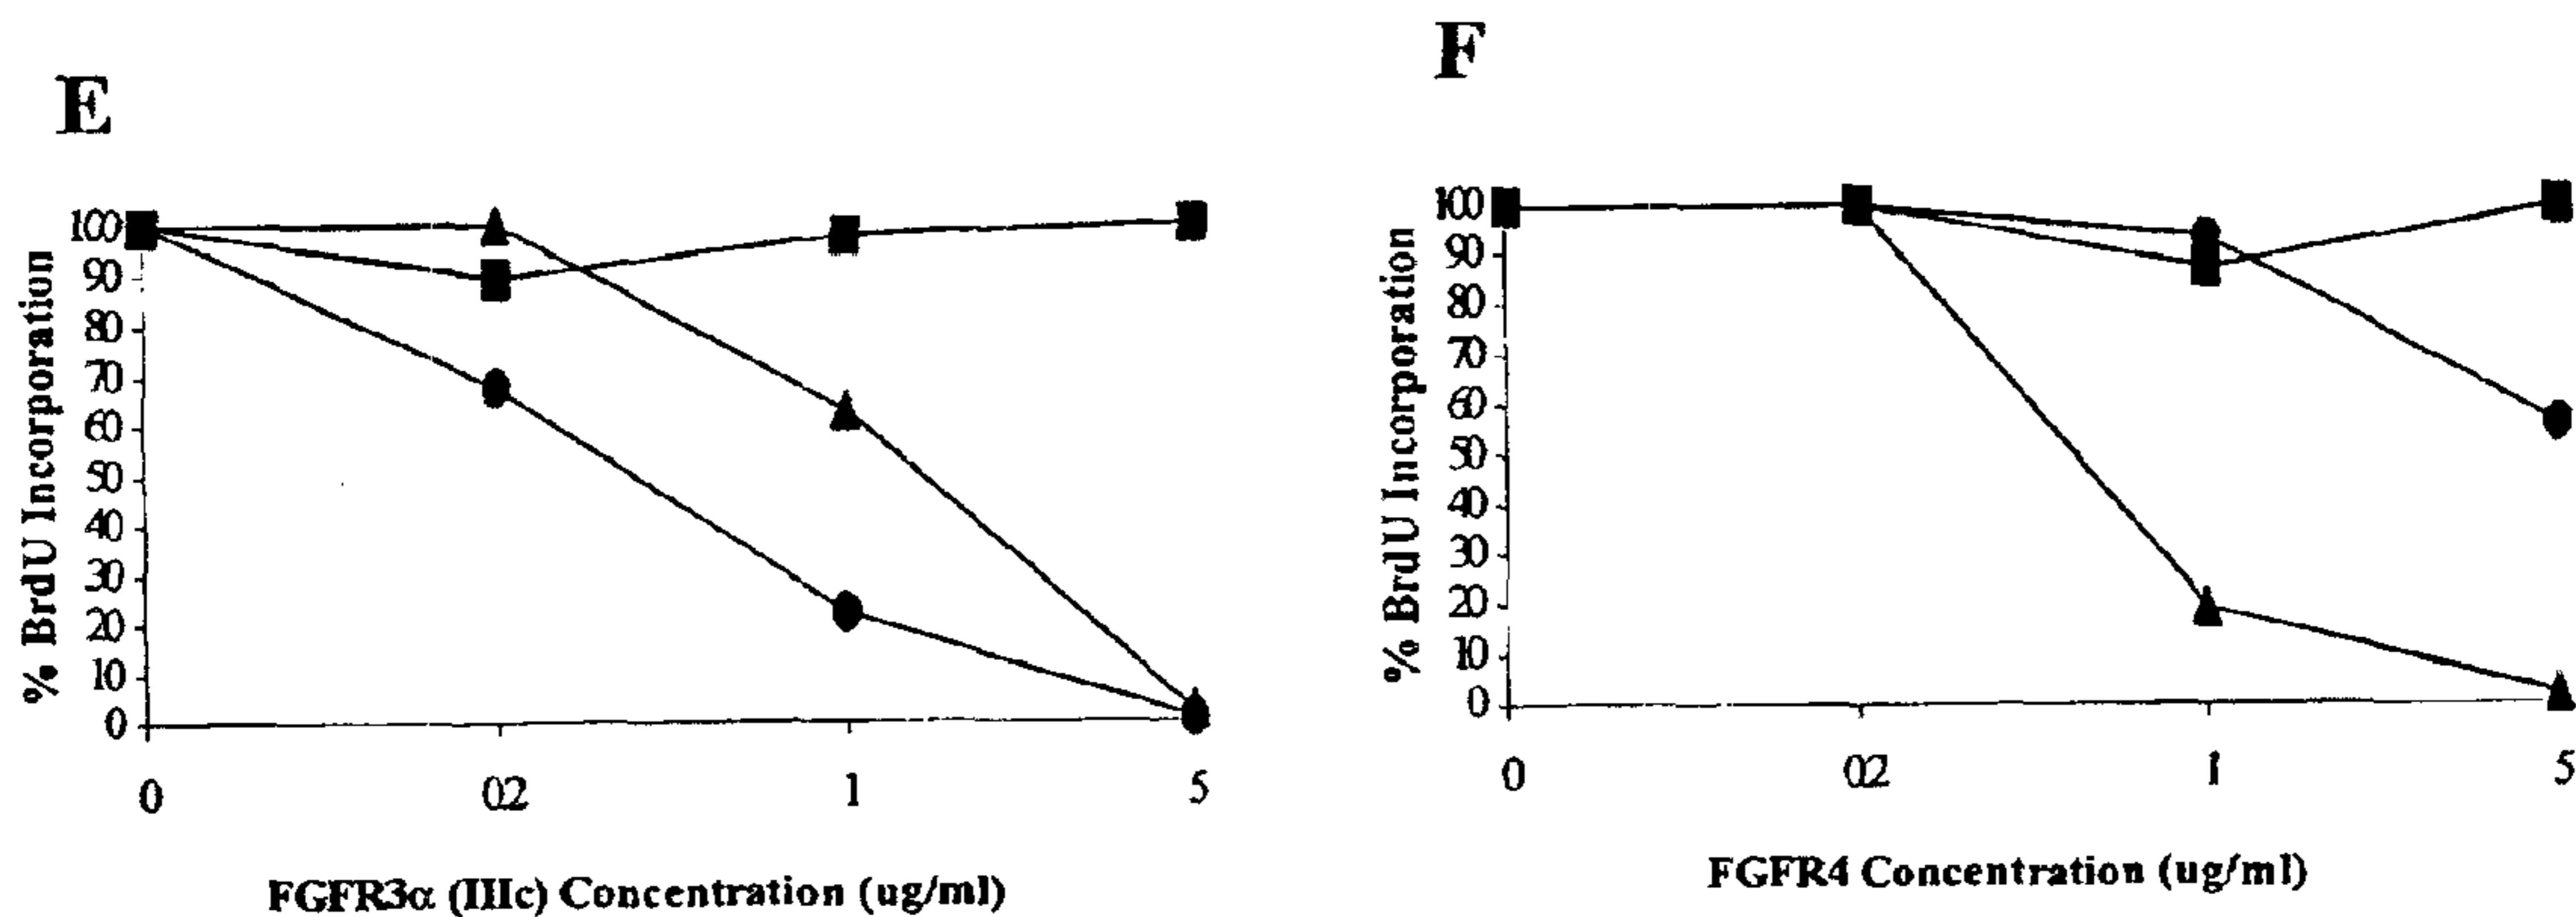 E
% BrdU Incorporation
100
90
80
70
60
50
40
30
20
10
0
0 02 1 5
FGFR3α (IIIc) Concentration (ug/ml)
F
% BrdU Incorporation
100
90
80
70
60
50
40
30
20
10
0
0 02 1 5
FGFR4 Concentration (ug/ml)